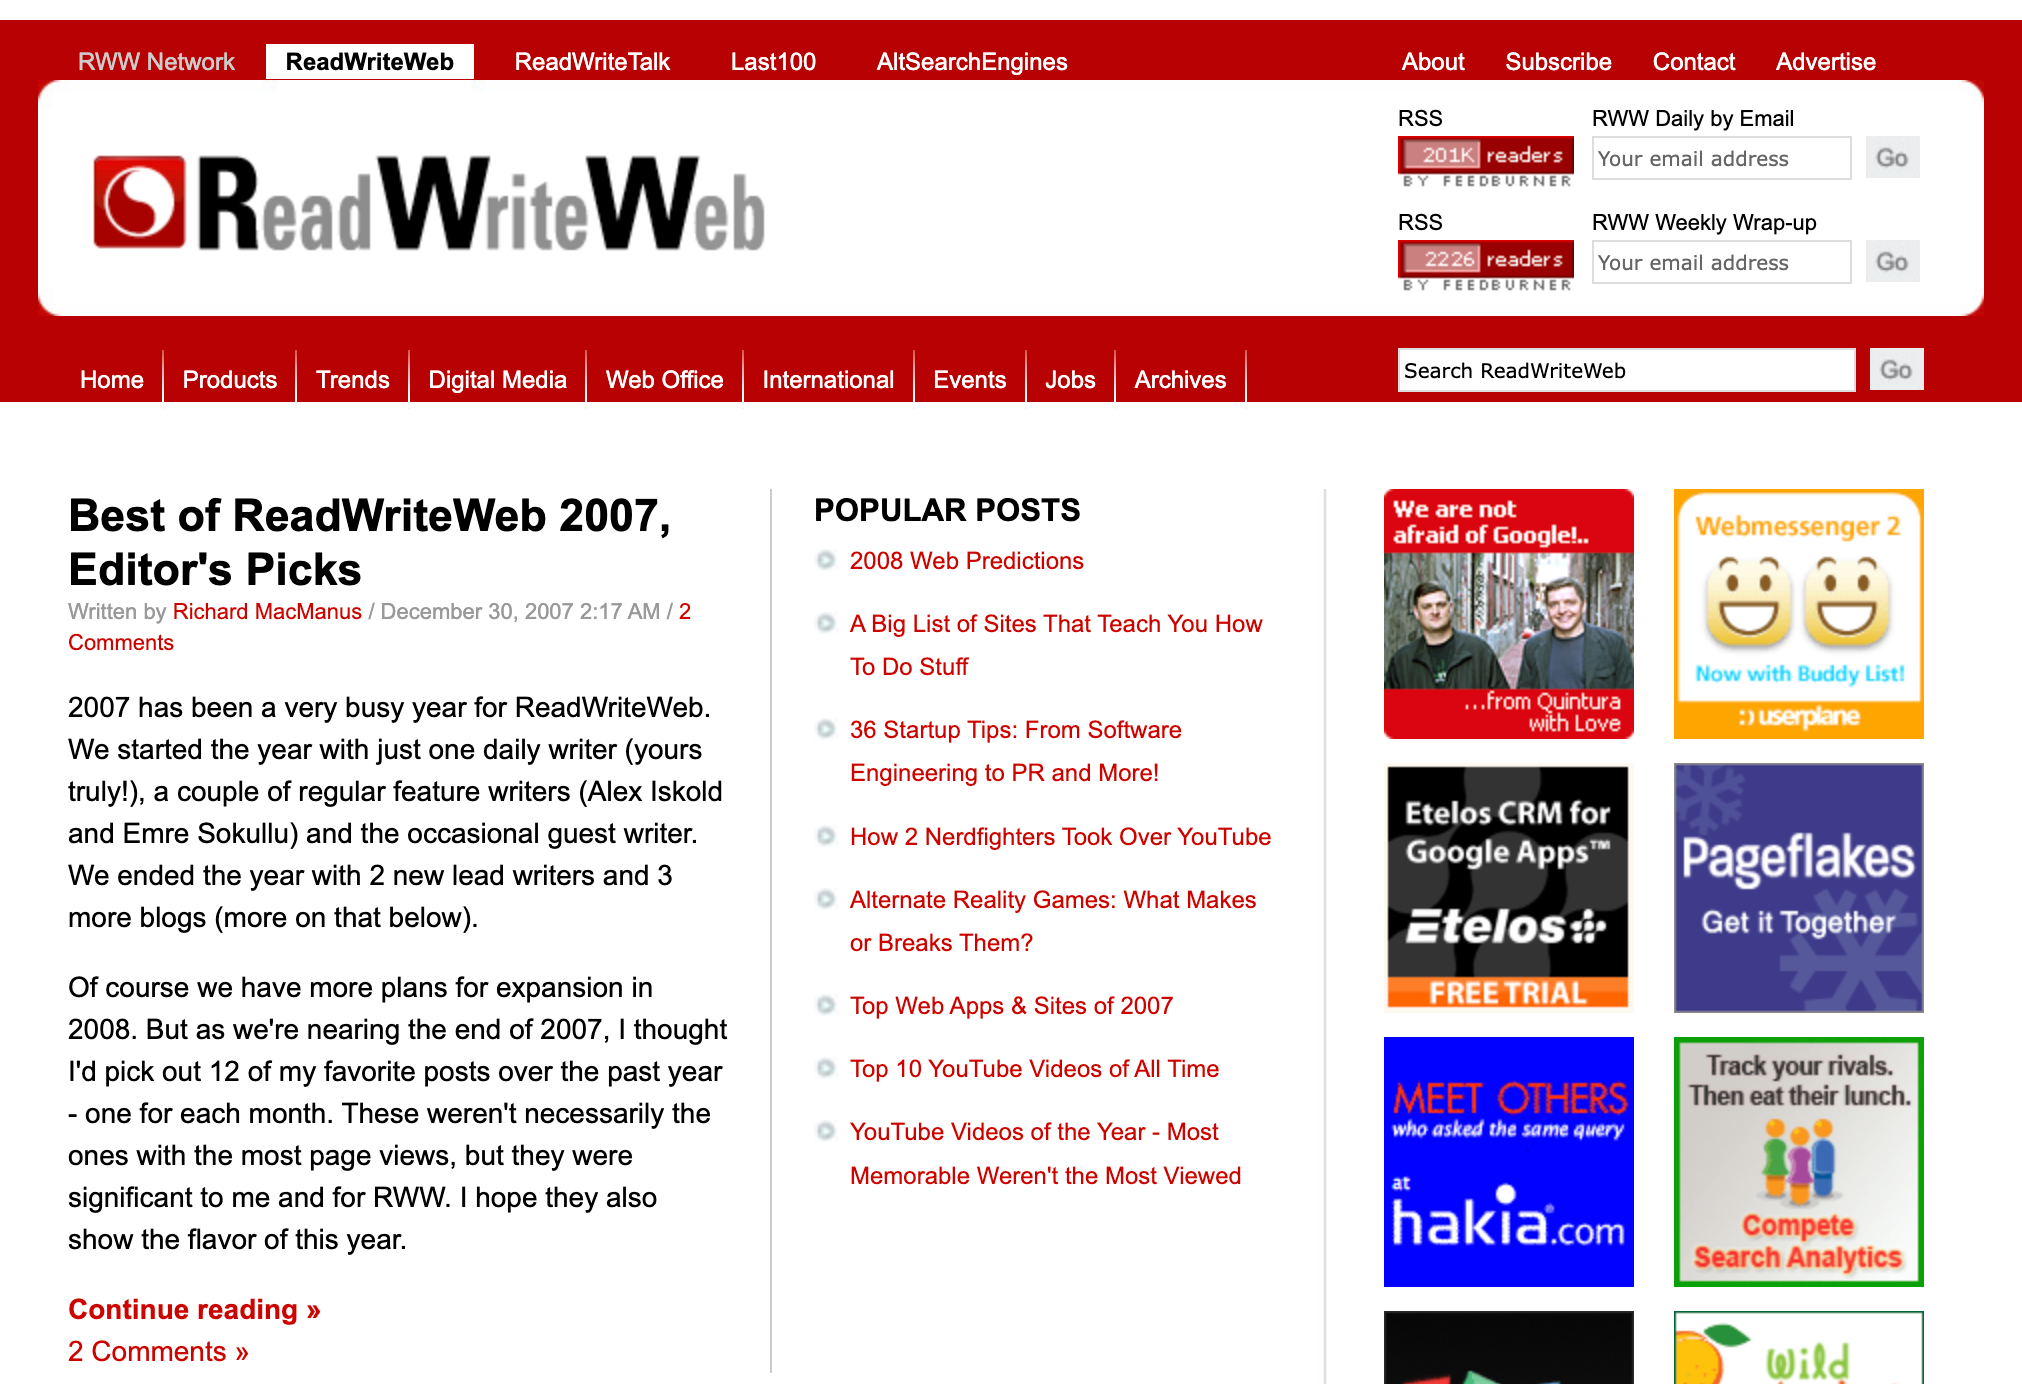 RWW Network ReadWriteWeb ReadWriteTalk Last100 AltSearchEngines About Subscribe Contact Advertise
ReadWriteWeb
RSS RWW Daily by Email
201K readers Your email address Go
BY FEEDBURNER
RSS RWW Weekly Wrap-up
2226 readers Your email address Go
BY FEEDBURNER
Home Products Trends Digital Media Web Office International Events Jobs Archives
Search ReadWriteWeb Go
Best of ReadWriteWeb 2007,
Editor's Picks
Written by Richard MacManus / December 30, 2007 2:17 AM / 2
Comments
2007 has been a very busy year for ReadWriteWeb.
We started the year with just one daily writer (yours
truly!), a couple of regular feature writers (Alex Iskold
and Emre Sokullu) and the occasional guest writer.
We ended the year with 2 new lead writers and 3
more blogs (more on that below).
Of course we have more plans for expansion in
2008. But as we're nearing the end of 2007, I thought
I'd pick out 12 of my favorite posts over the past year
- one for each month. These weren't necessarily the
ones with the most page views, but they were
significant to me and for RWW. I hope they also
show the flavor of this year.
Continue reading »
2 Comments »
POPULAR POSTS
2008 Web Predictions
A Big List of Sites That Teach You How
To Do Stuff
36 Startup Tips: From Software
Engineering to PR and More!
How 2 Nerdfighters Took Over YouTube
Alternate Reality Games: What Makes
or Breaks Them?
Top Web Apps & Sites of 2007
Top 10 YouTube Videos of All Time
YouTube Videos of the Year - Most
Memorable Weren't the Most Viewed
We are not
afraid of Google!..
...from Quintura
with Love
Webmessenger 2
Now with Buddy List!
:) userplane
Etelos CRM for
Google Apps™
Etelos
FREE TRIAL
Pageflakes
Get it Together
MEET OTHERS
who asked the same query
at
hakia®.com
Track your rivals.
Then eat their lunch.
Compete
Search Analytics
Wild